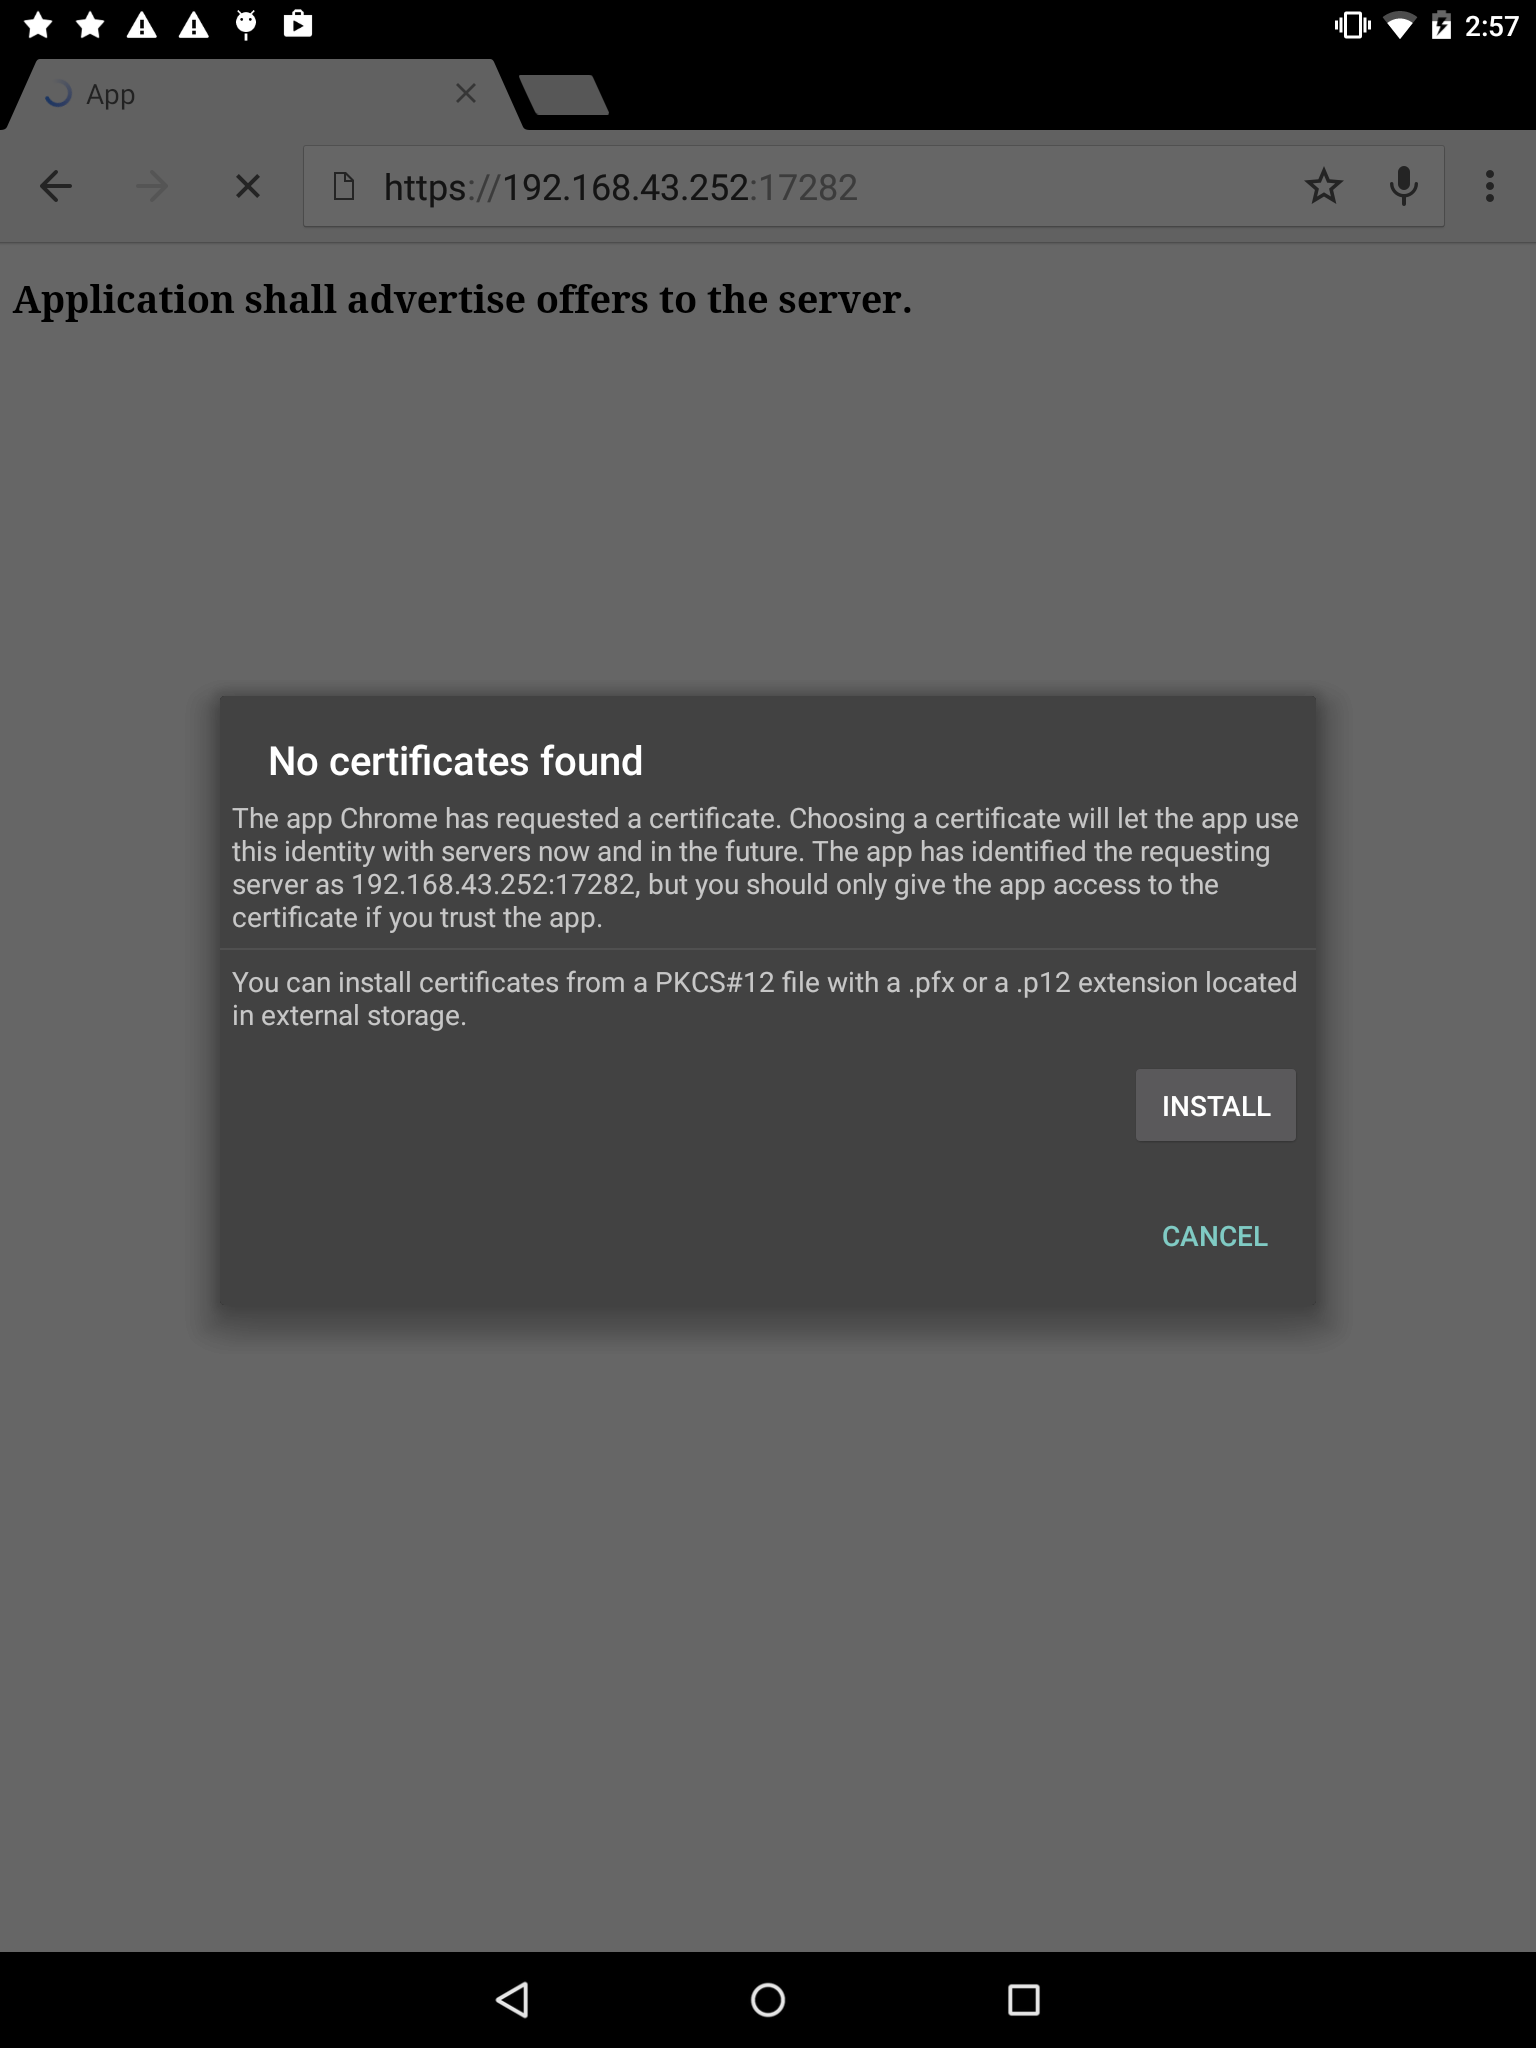 2:57
App
https://192.168.43.252:17282
Application shall advertise offers to the server.
No certificates found
The app Chrome has requested a certificate. Choosing a certificate will let the app use
this identity with servers now and in the future. The app has identified the requesting
server as 192.168.43.252:17282, but you should only give the app access to the
certificate if you trust the app.
You can install certificates from a PKCS#12 file with a .pfx or a .p12 extension located
in external storage.
INSTALL
CANCEL